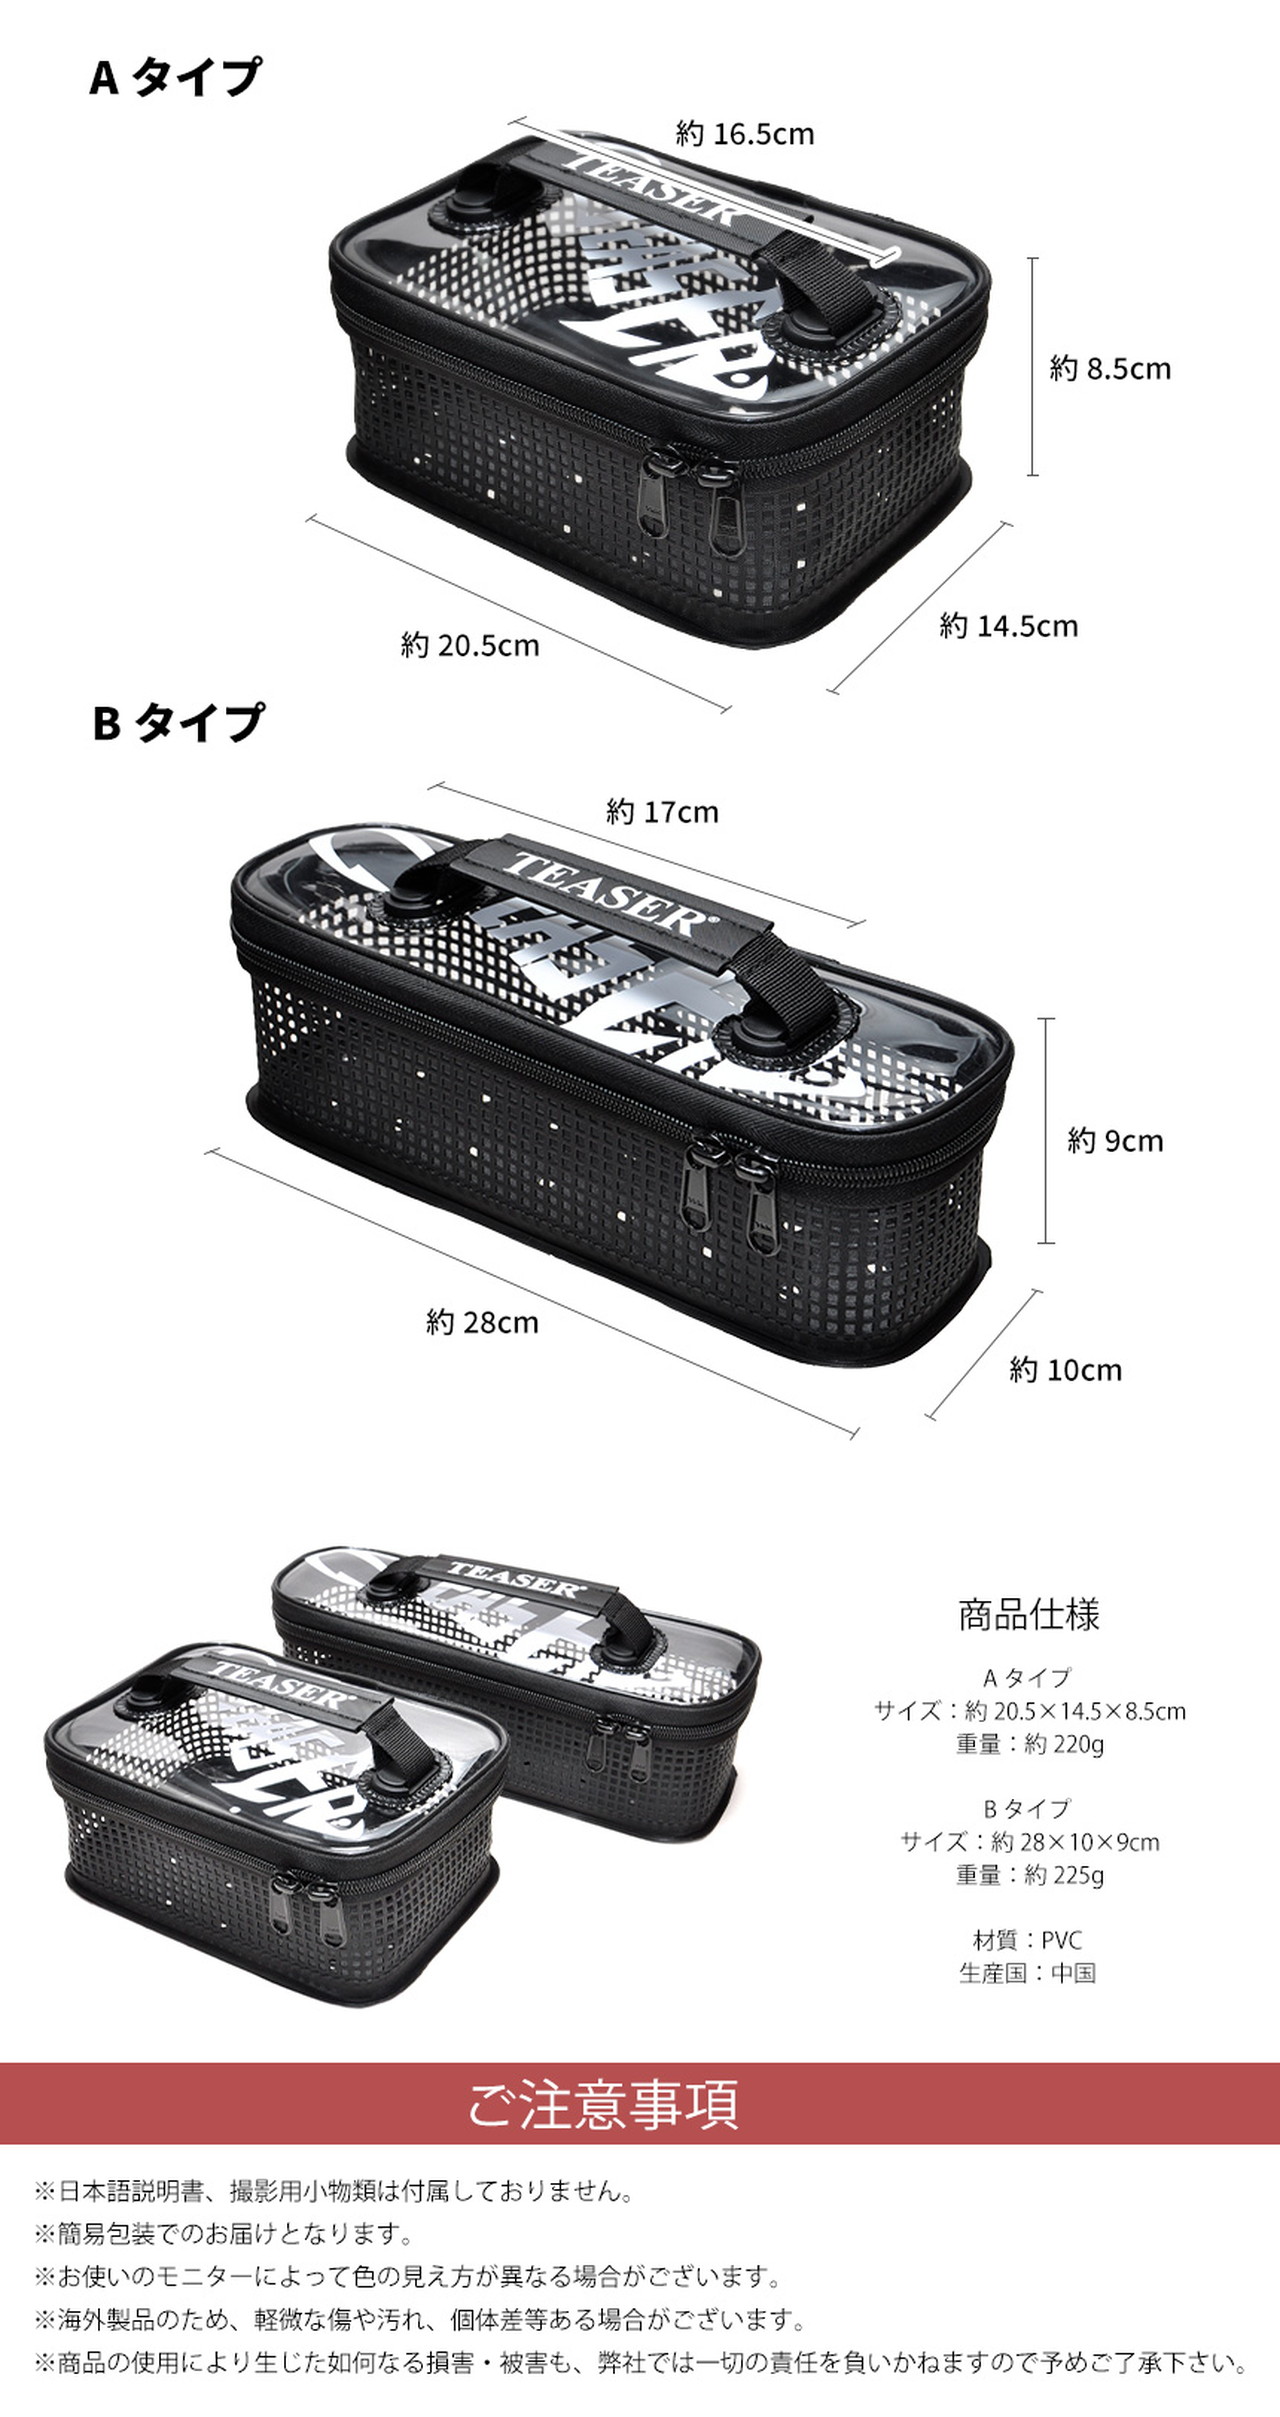 A タイプ
約 16.5cm
TEASER
約 8.5cm
約 14.5cm
約 20.5cm
B タイプ
約 17cm
TEASER®
約 9cm
約 28cm
約 10cm
TEASER®
TEASER®
商品仕様
A タイプ
サイズ：約 20.5×14.5×8.5cm
重量：約 220g
B タイプ
サイズ：約 28×10×9cm
重量：約 225g
材質：PVC
生産国：中国
ご注意事項
※日本語説明書、撮影用小物類は付属しておりません。
※簡易包装でのお届けとなります。
※お使いのモニターによって色の見え方が異なる場合がございます。
※海外製品のため、軽微な傷や汚れ、個体差等ある場合がございます。
※商品の使用により生じた如何なる損害・被害も、弊社では一切の責任を負いかねますので予めご了承下さい。